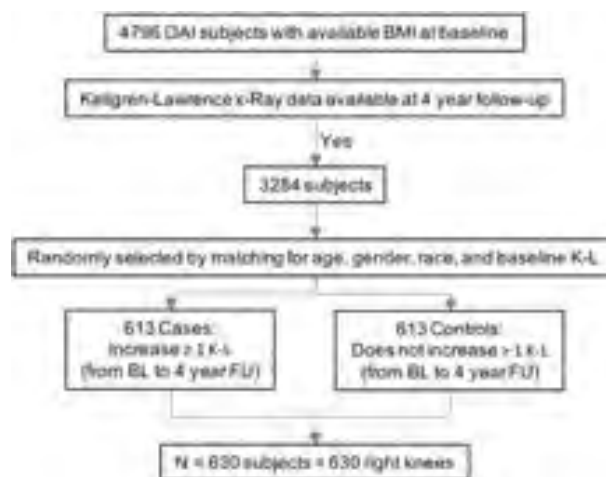 4796 OAI subjects with available BMI at baseline
Kellgren-Lawrence x-Ray data available at 4 year follow-up
Yes
3284 subjects
Randomly selected by matching for age, gender, race, and baseline K-L
613 Cases:
Increase ≥ 1 K-L
(from BL to 4 year FU)
613 Controls:
Does not increase ≥ 1 K-L
(from BL to 4 year FU)
N = 630 subjects = 630 right knees